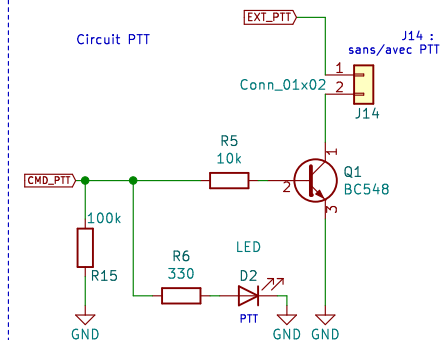 EXT_PTT
Circuit PTT
J14 :
sans/avec PTT
1
Conn_01x02
2
J14
R5
10k
1
Q1
CMD_PTT
2
BC548
3
100k
R15
R6
330
LED
D2
PTT
GND
GND
GND